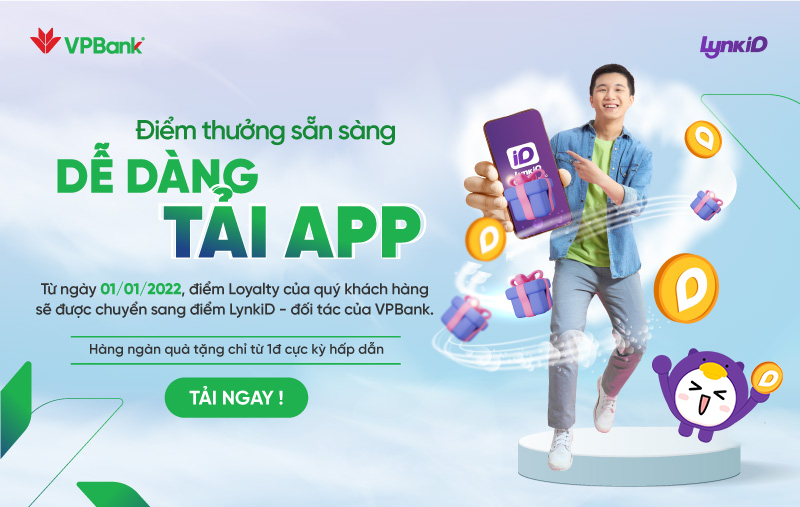 VPBank
LynkiD
Điểm thưởng sẵn sàng
DỄ DÀNG
TẢI APP
iD
LynkiD
Từ ngày 01/01/2022, điểm Loyalty của quý khách hàng
sẽ được chuyển sang điểm LynkiD - đối tác của VPBank.
Hàng ngàn quà tặng chỉ từ 1đ cực kỳ hấp dẫn
TẢI NGAY !